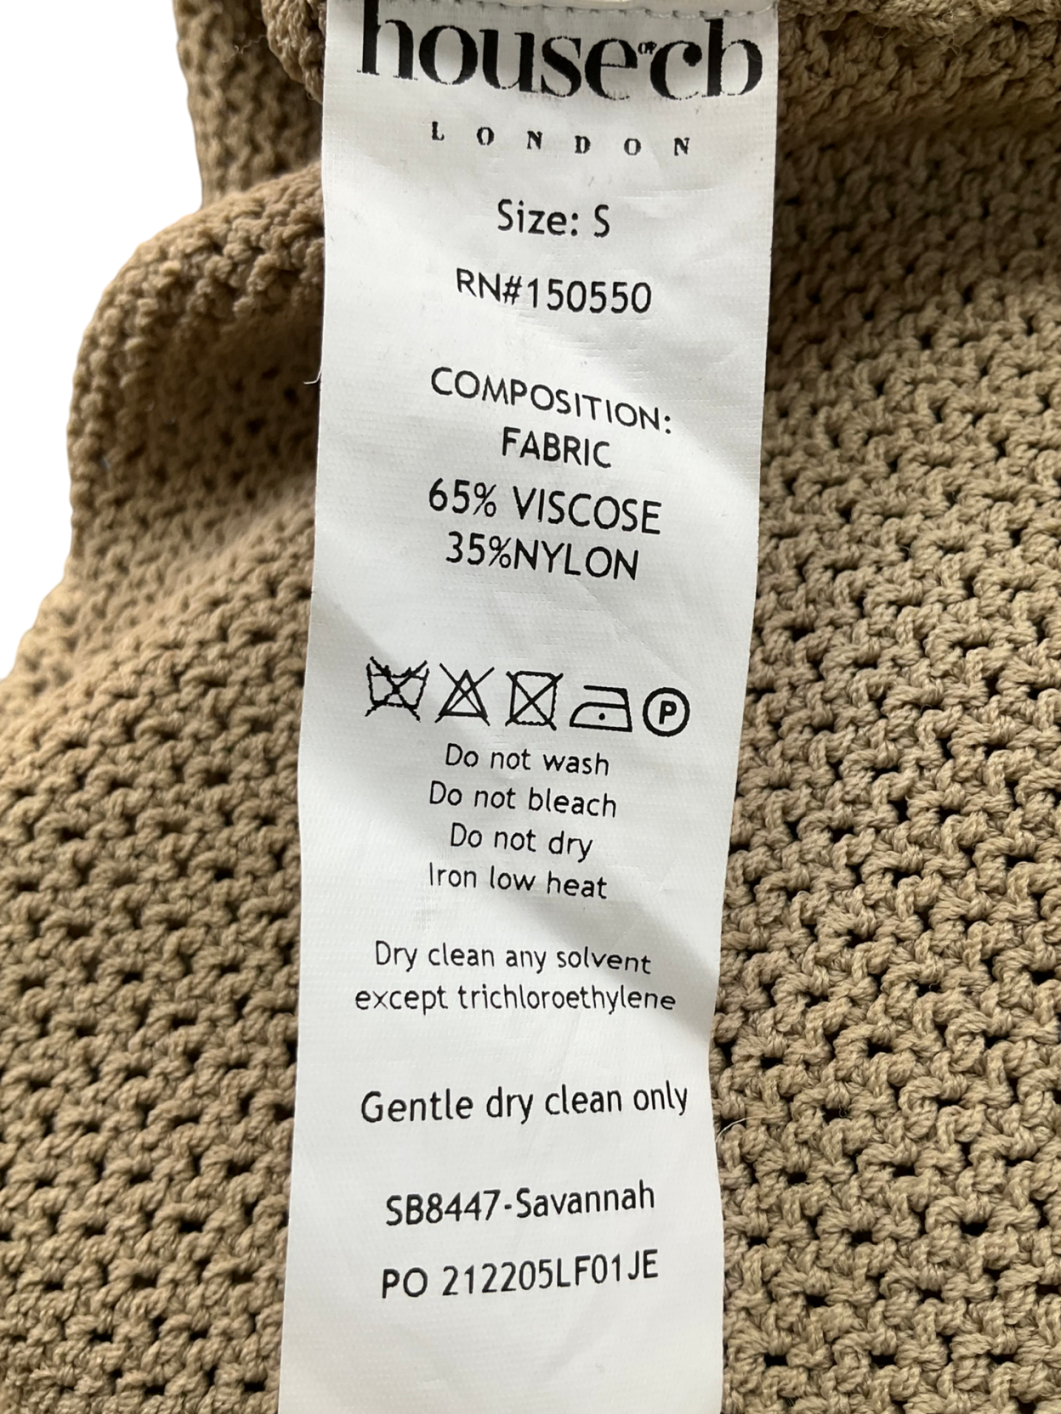 house OF cb
LONDON
Size: S
RN#150550
COMPOSITION:
FABRIC
65% VISCOSE
35%NYLON
P
Do not wash
Do not bleach
Do not dry
Iron low heat
Dry clean any solvent
except trichloroethylene
Gentle dry clean only
SB8447-Savannah
PO 212205LF01JE